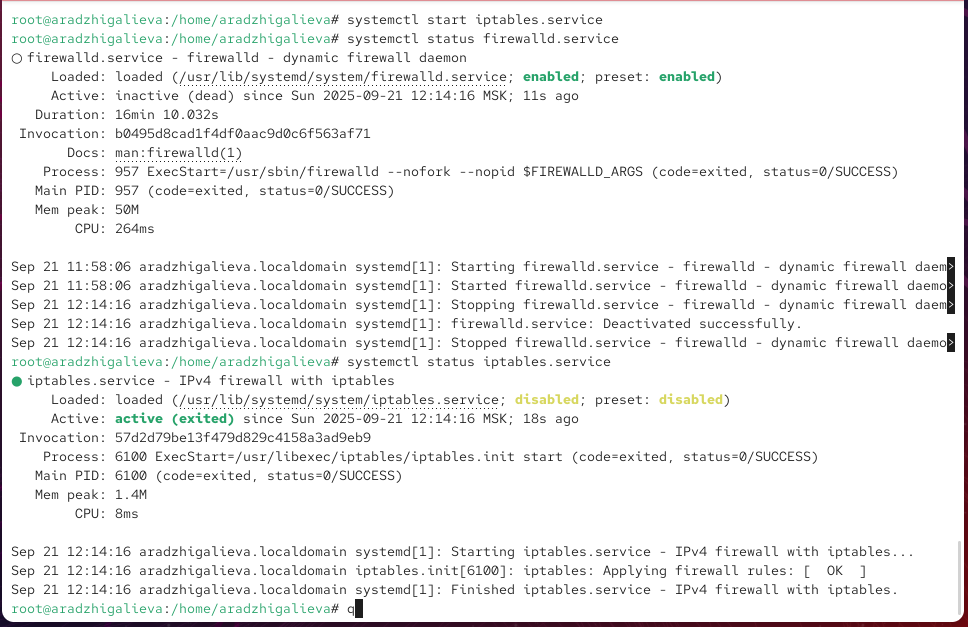 root@aradzhigalieva:/home/aradzhigalieva# systemctl start iptables.service
root@aradzhigalieva:/home/aradzhigalieva# systemctl status firewalld.service
○ firewalld.service - firewalld - dynamic firewall daemon
     Loaded: loaded (/usr/lib/systemd/system/firewalld.service; enabled; preset: enabled)
     Active: inactive (dead) since Sun 2025-09-21 12:14:16 MSK; 11s ago
   Duration: 16min 10.032s
 Invocation: b0495d8cad1f4df0aac9d0c6f563af71
       Docs: man:firewalld(1)
    Process: 957 ExecStart=/usr/sbin/firewalld --nofork --nopid $FIREWALLD_ARGS (code=exited, status=0/SUCCESS)
   Main PID: 957 (code=exited, status=0/SUCCESS)
   Mem peak: 50M
        CPU: 264ms

Sep 21 11:58:06 aradzhigalieva.localdomain systemd[1]: Starting firewalld.service - firewalld - dynamic firewall daem>
Sep 21 11:58:06 aradzhigalieva.localdomain systemd[1]: Started firewalld.service - firewalld - dynamic firewall daemo>
Sep 21 12:14:16 aradzhigalieva.localdomain systemd[1]: Stopping firewalld.service - firewalld - dynamic firewall daem>
Sep 21 12:14:16 aradzhigalieva.localdomain systemd[1]: firewalld.service: Deactivated successfully.
Sep 21 12:14:16 aradzhigalieva.localdomain systemd[1]: Stopped firewalld.service - firewalld - dynamic firewall daemo>
root@aradzhigalieva:/home/aradzhigalieva# systemctl status iptables.service
● iptables.service - IPv4 firewall with iptables
     Loaded: loaded (/usr/lib/systemd/system/iptables.service; disabled; preset: disabled)
     Active: active (exited) since Sun 2025-09-21 12:14:16 MSK; 18s ago
 Invocation: 57d2d79be13f479d829c4158a3ad9eb9
    Process: 6100 ExecStart=/usr/libexec/iptables/iptables.init start (code=exited, status=0/SUCCESS)
   Main PID: 6100 (code=exited, status=0/SUCCESS)
   Mem peak: 1.4M
        CPU: 8ms

Sep 21 12:14:16 aradzhigalieva.localdomain systemd[1]: Starting iptables.service - IPv4 firewall with iptables...
Sep 21 12:14:16 aradzhigalieva.localdomain iptables.init[6100]: iptables: Applying firewall rules: [  OK  ]
Sep 21 12:14:16 aradzhigalieva.localdomain systemd[1]: Finished iptables.service - IPv4 firewall with iptables.
root@aradzhigalieva:/home/aradzhigalieva# q